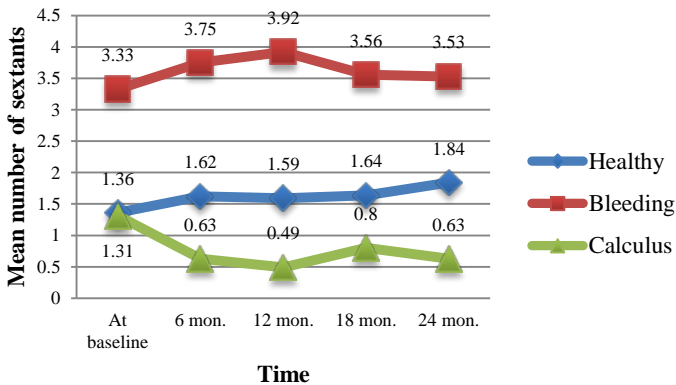 4.5
4
3.5
3
2.5
2
1.5
1
0.5
0
Mean number of sextants
3.33
3.75
3.92
3.56
3.53
1.36
1.62
1.59
1.64
1.84
1.31
0.63
0.49
0.8
0.63
At
baseline
6 mon.
12 mon.
18 mon.
24 mon.
Time
Healthy
Bleeding
Calculus